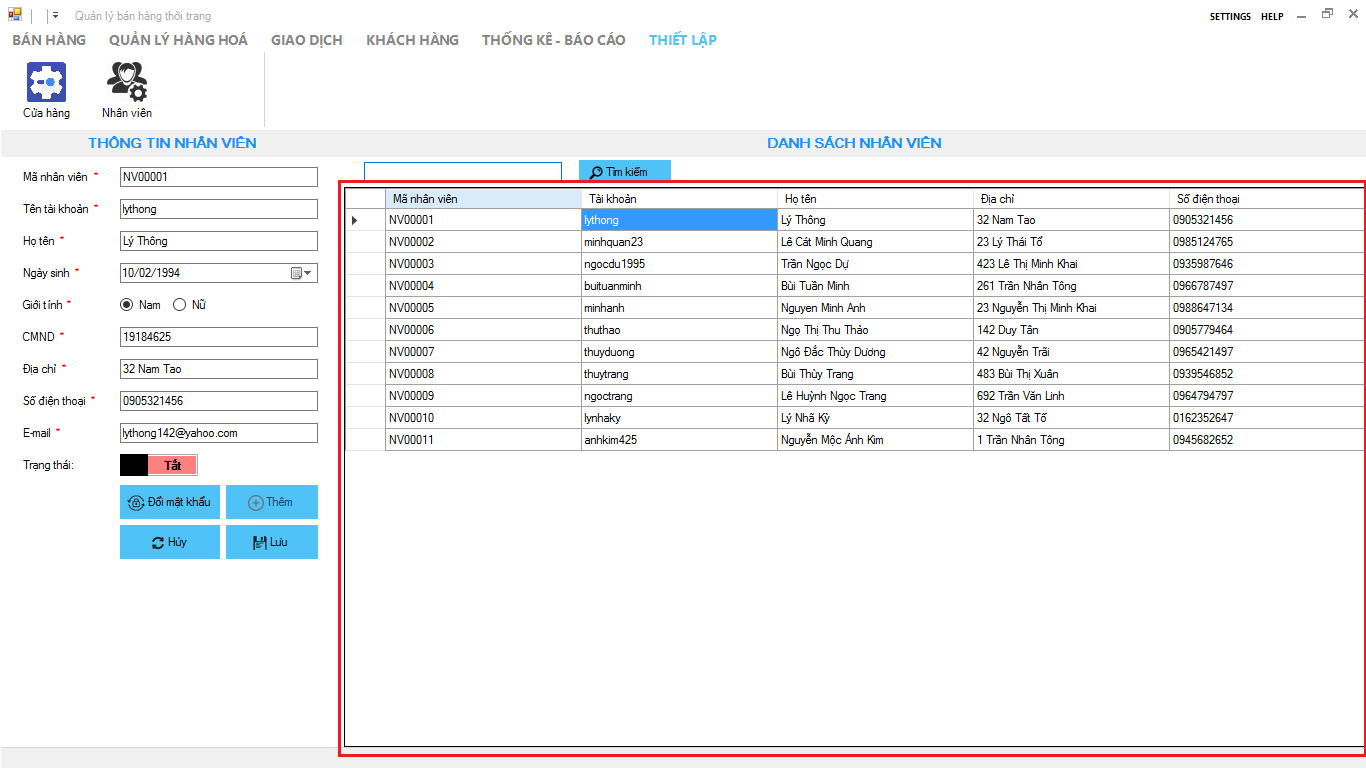 Quản lý bán hàng thời trang
SETTINGS HELP
BÁN HÀNG QUẢN LÝ HÀNG HOÁ GIAO DỊCH KHÁCH HÀNG THỐNG KÊ - BÁO CÁO THIẾT LẬP
Cửa hàng Nhân viên
THÔNG TIN NHÂN VIÊN
Mã nhân viên * NV00001
Tên tài khoản * lythong
Họ tên * Lý Thông
Ngày sinh * 10/02/1994
Giới tính * Nam Nữ
CMND * 19184625
Địa chỉ * 32 Nam Tao
Số điện thoại * 0905321456
E-mail * lythong142@yahoo.com
Trạng thái: Tắt
Đổi mật khẩu Thêm
Hủy Lưu
DANH SÁCH NHÂN VIÊN
Tìm kiếm
Mã nhân viên Tài khoản Họ tên Địa chỉ Số điện thoại
NV00001 lythong Lý Thông 32 Nam Tao 0905321456
NV00002 minhquan23 Lê Cát Minh Quang 23 Lý Thái Tổ 0985124765
NV00003 ngocdu1995 Trần Ngọc Dự 423 Lê Thị Minh Khai 0935987646
NV00004 buituanminh Bùi Tuấn Minh 261 Trần Nhân Tông 0966787497
NV00005 minhanh Nguyen Minh Anh 23 Nguyễn Thị Minh Khai 0988647134
NV00006 thuthao Ngọ Thị Thu Thảo 142 Duy Tân 0905779464
NV00007 thuyduong Ngô Đắc Thùy Dương 42 Nguyễn Trãi 0965421497
NV00008 thuytrang Bùi Thùy Trang 483 Bùi Thị Xuân 0939546852
NV00009 ngoctrang Lê Huỳnh Ngọc Trang 692 Trần Văn Linh 0964794797
NV00010 lynhaky Lý Nhã Kỳ 32 Ngô Tất Tố 0162352647
NV00011 anhkim425 Nguyễn Mộc Ánh Kim 1 Trần Nhân Tông 0945682652